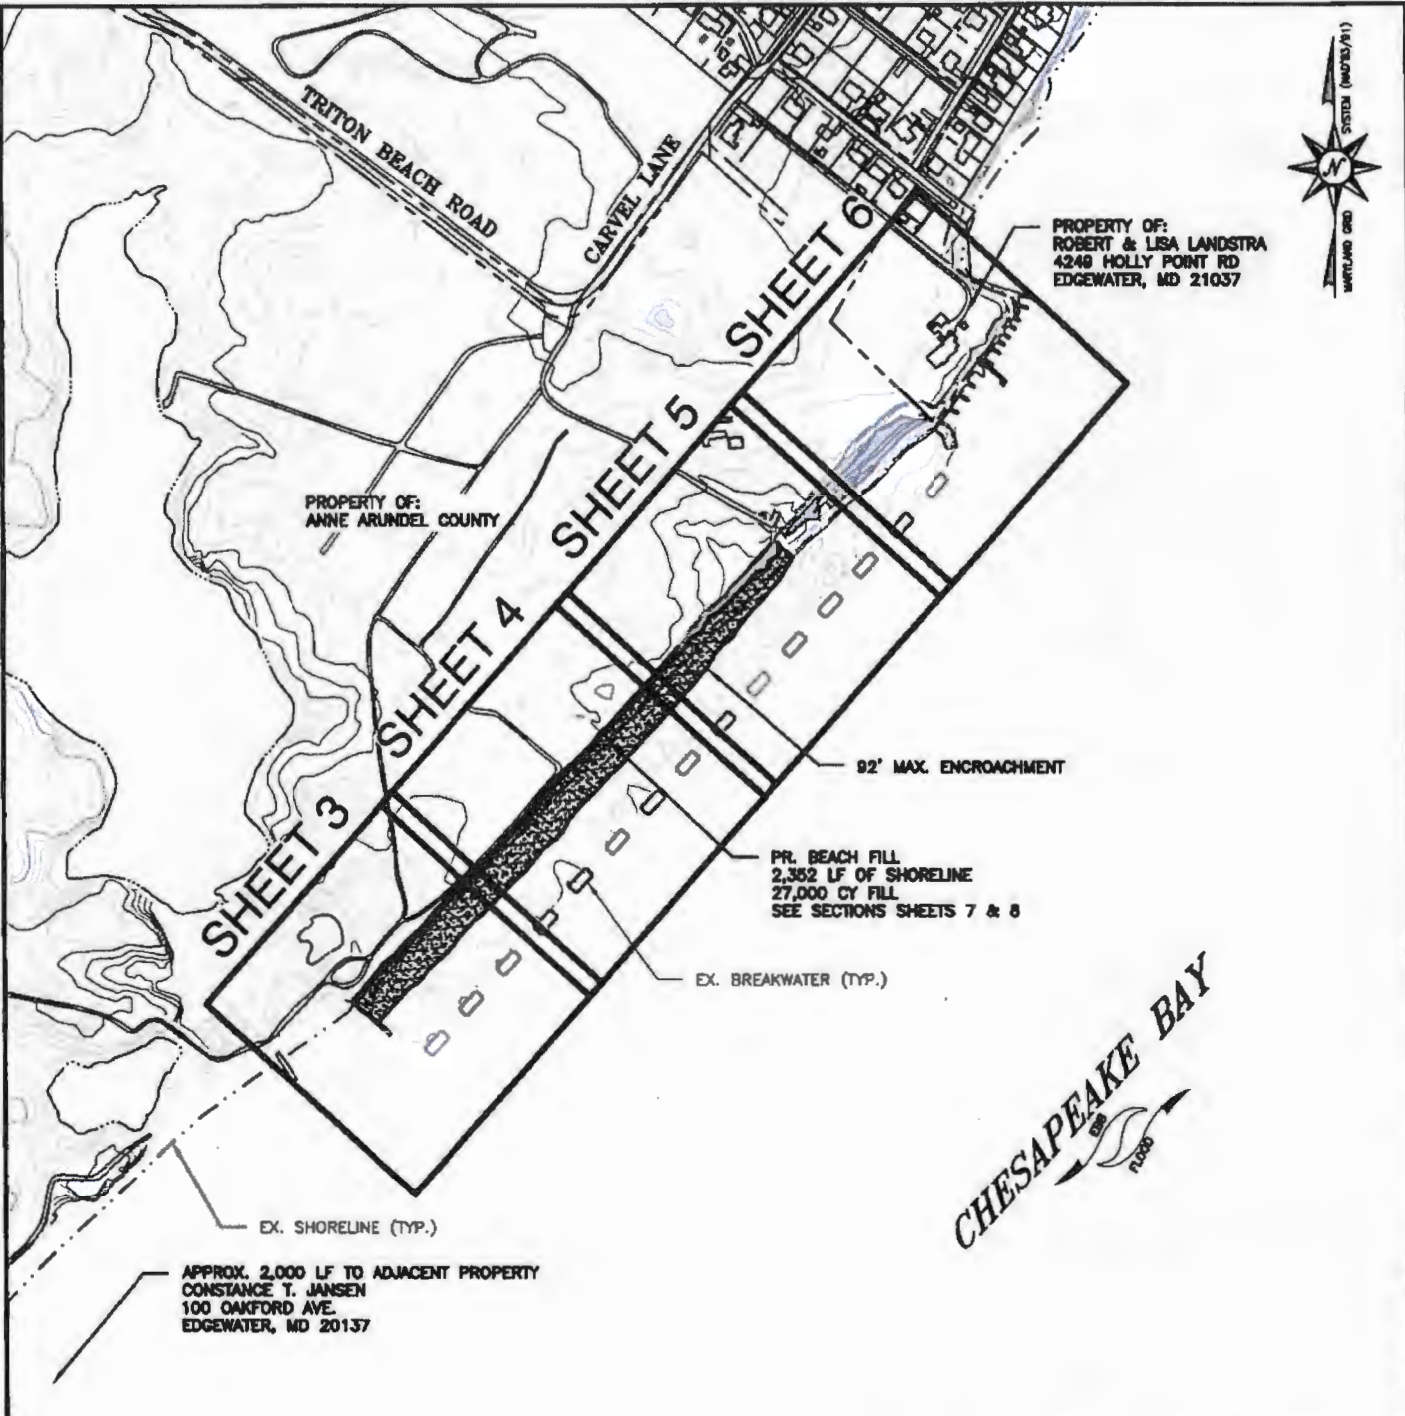 TRITON BEACH ROAD
CARVEL LANE
SYSTEM (NAD'83/91)
N
MARYLAND GRID
PROPERTY OF:
ROBERT & LISA LANDSTRA
4249 HOLLY POINT RD
EDGEWATER, MD 21037
SHEET 6
SHEET 5
SHEET 4
SHEET 3
PROPERTY OF:
ANNE ARUNDEL COUNTY
92' MAX. ENCROACHMENT
PR. BEACH FILL
2,352 LF OF SHORELINE
27,000 CY FILL
SEE SECTIONS SHEETS 7 & 8
EX. BREAKWATER (TYP.)
CHESAPEAKE BAY
EBB
FLOOD
EX. SHORELINE (TYP.)
APPROX. 2,000 LF TO ADJACENT PROPERTY
CONSTANCE T. JANSEN
100 OAKFORD AVE.
EDGEWATER, MD 20137